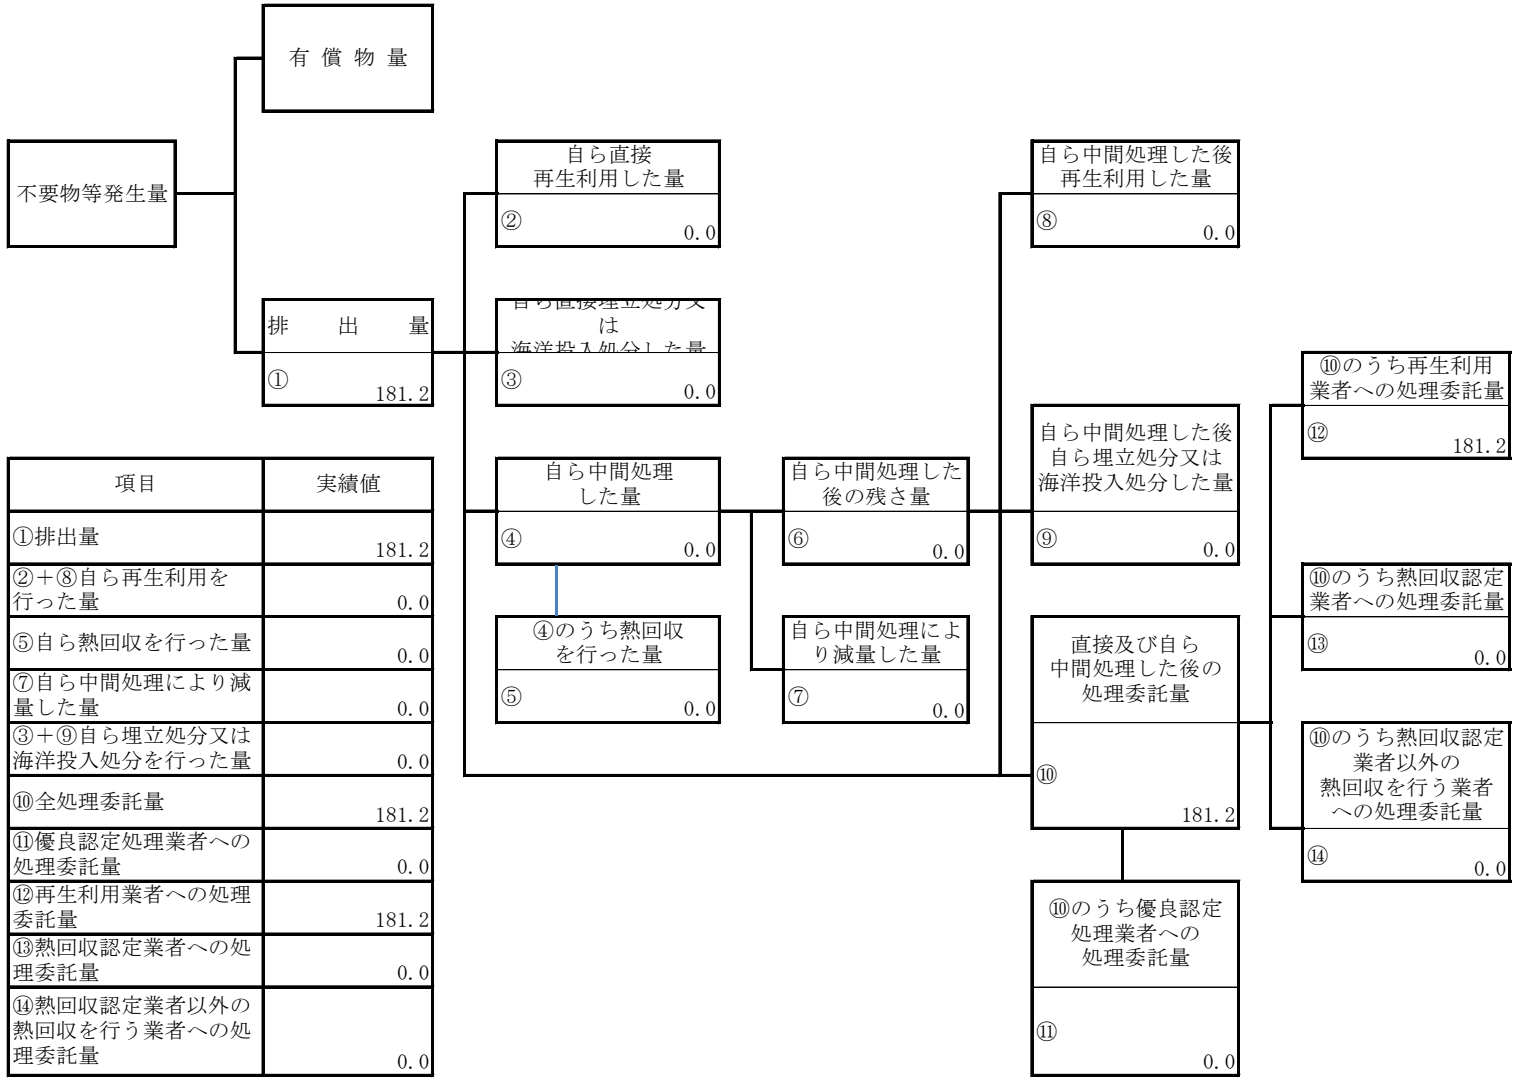 有償物量
不要物等発生量
排出量
①
181.2
自ら直接
再生利用した量
②
0.0
自ら直接埋立処分又
は
海洋投入処分した量
③
0.0
自ら中間処理
した量
④
0.0
④のうち熱回収
を行った量
⑤
0.0
自ら中間処理した
後の残さ量
⑥
0.0
自ら中間処理によ
り減量した量
⑦
0.0
自ら中間処理した後
再生利用した量
⑧
0.0
自ら中間処理した後
自ら埋立処分又は
海洋投入処分した量
⑨
0.0
直接及び自ら
中間処理した後の
処理委託量
⑩
181.2
⑩のうち優良認定
処理業者への
処理委託量
⑪
0.0
⑩のうち再生利用
業者への処理委託量
⑫
181.2
⑩のうち熱回収認定
業者への処理委託量
⑬
0.0
⑩のうち熱回収認定
業者以外の
熱回収を行う業者
への処理委託量
⑭
0.0
項目 実績値
①排出量
181.2
②＋⑧自ら再生利用を
行った量 0.0
⑤自ら熱回収を行った量
0.0
⑦自ら中間処理により減
量した量 0.0
③＋⑨自ら埋立処分又は
海洋投入処分を行った量 0.0
⑩全処理委託量
181.2
⑪優良認定処理業者への
処理委託量 0.0
⑫再生利用業者への処理
委託量 181.2
⑬熱回収認定業者への処
理委託量 0.0
⑭熱回収認定業者以外の
熱回収を行う業者への処
理委託量 0.0